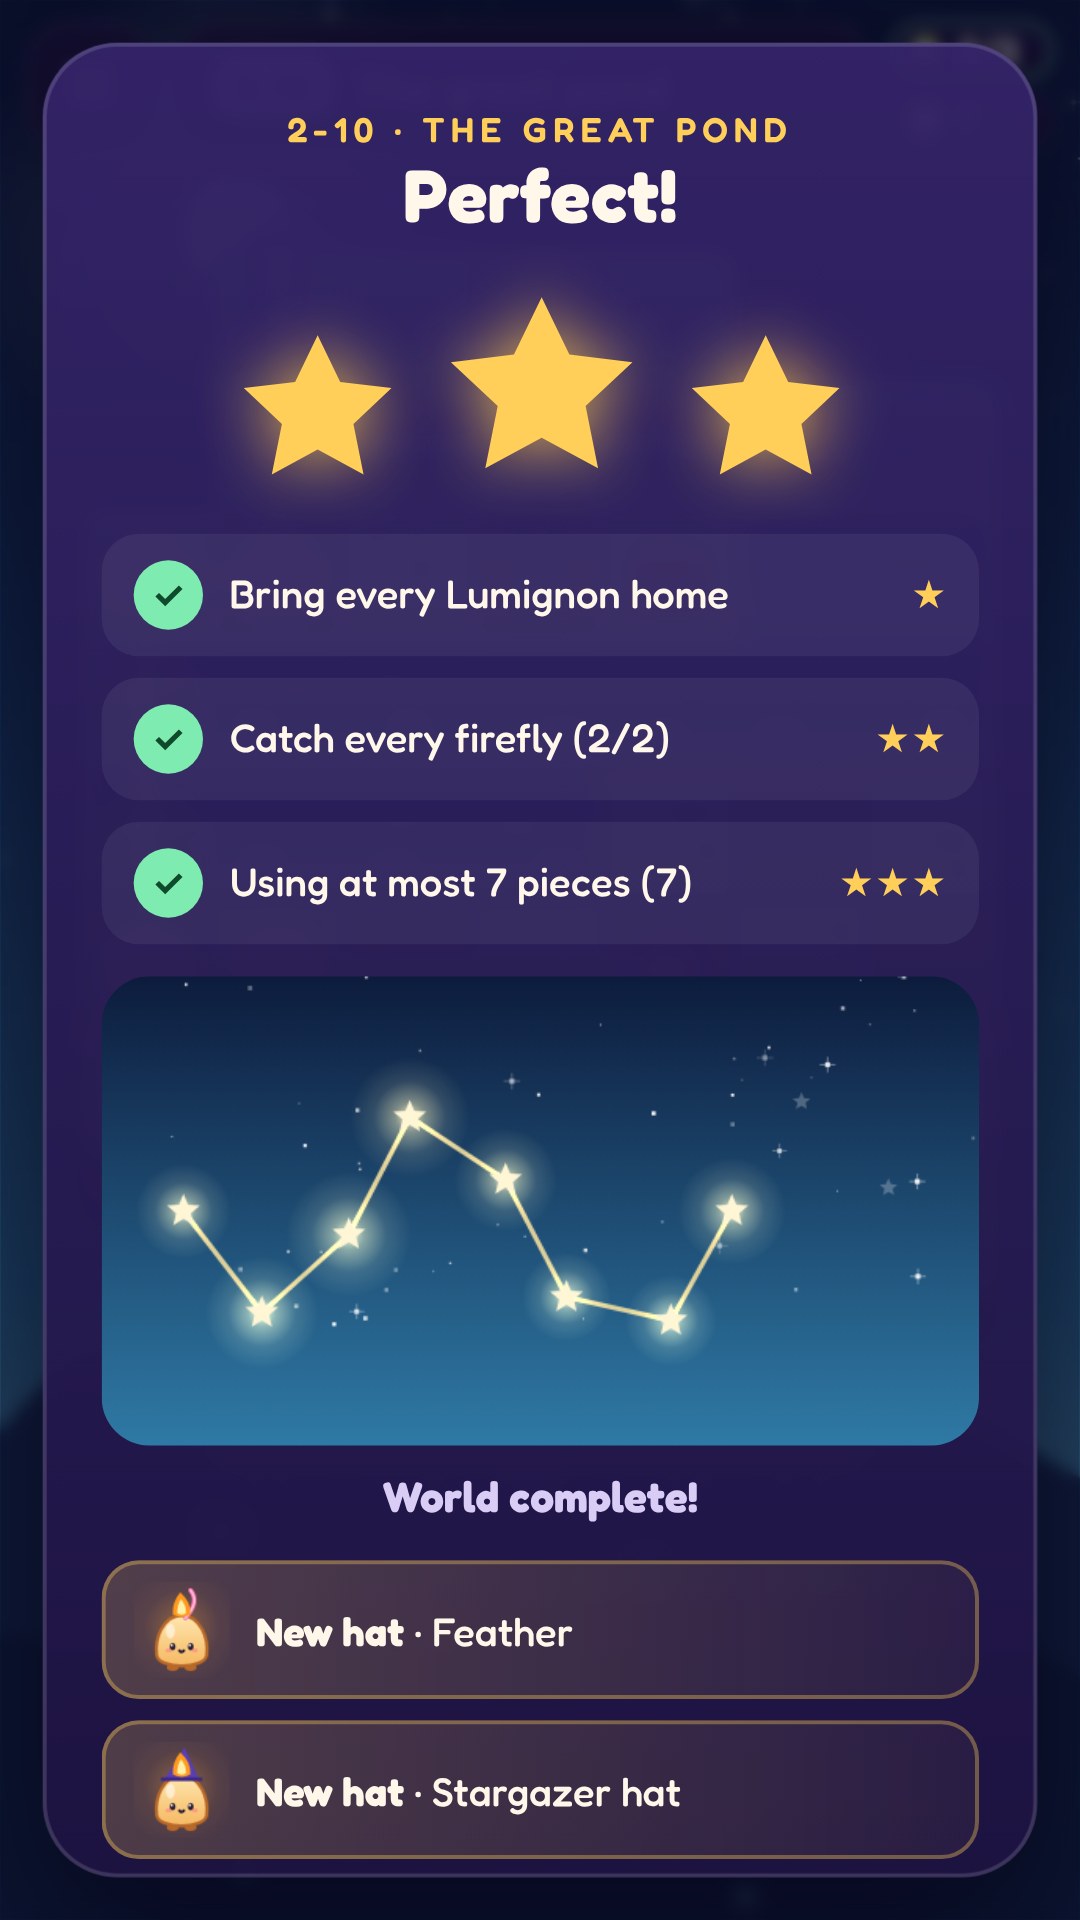 2-10 · THE GREAT POND
Perfect!
Bring every Lumignon home
Catch every firefly (2/2)
Using at most 7 pieces (7)
World complete!
New hat · Feather
New hat · Stargazer hat